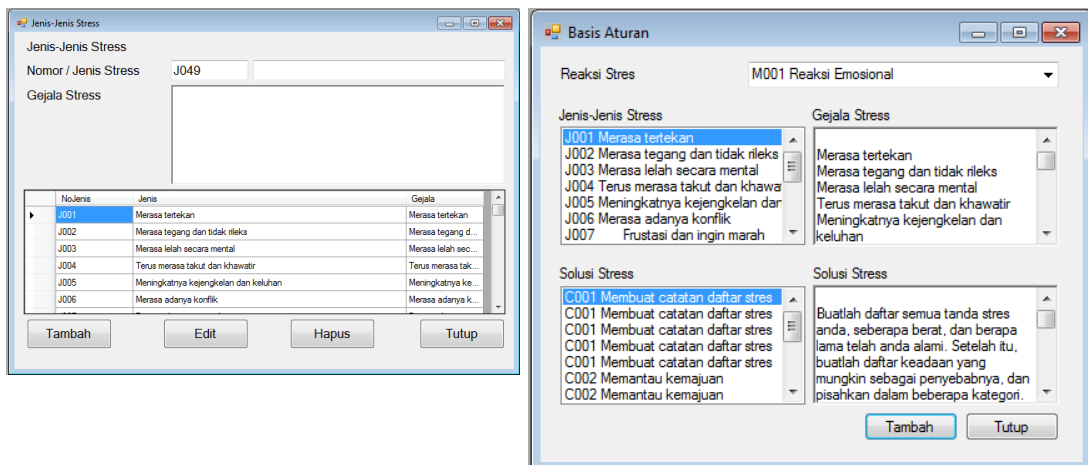 Jenis-Jenis Stress
Jenis-Jenis Stress
Nomor / Jenis Stress J049
Gejala Stress
NoJenis Jenis Gejala
J001 Merasa tertekan Merasa tertekan
J002 Merasa tegang dan tidak rileks Merasa tegang d...
J003 Merasa lelah secara mental Merasa lelah sec...
J004 Terus merasa takut dan khawatir Terus merasa tak...
J005 Meningkatnya kejengkelan dan keluhan Meningkatnya ke...
J006 Merasa adanya konflik Merasa adanya k...
Tambah Edit Hapus Tutup
Basis Aturan
Reaksi Stres M001 Reaksi Emosional
Jenis-Jenis Stress
J001 Merasa tertekan
J002 Merasa tegang dan tidak rileks
J003 Merasa lelah secara mental
J004 Terus merasa takut dan khawa
J005 Meningkatnya kejengkelan dan
J006 Merasa adanya konflik
J007 Frustasi dan ingin marah
Gejala Stress
Merasa tertekan
Merasa tegang dan tidak rileks
Merasa lelah secara mental
Terus merasa takut dan khawatir
Meningkatnya kejengkelan dan
keluhan
Solusi Stress
C001 Membuat catatan daftar stres
C001 Membuat catatan daftar stres
C001 Membuat catatan daftar stres
C001 Membuat catatan daftar stres
C001 Membuat catatan daftar stres
C002 Memantau kemajuan
C002 Memantau kemajuan
Solusi Stress
Buatlah daftar semua tanda stres
anda, seberapa berat, dan berapa
lama telah anda alami. Setelah itu,
buatlah daftar keadaan yang
mungkin sebagai penyebabnya, dan
pisahkan dalam beberapa kategori.
Tambah Tutup